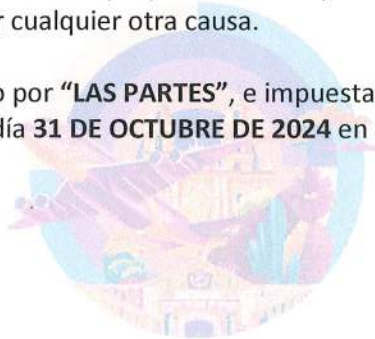 r cualquier otra causa.
o por “LAS PARTES”, e impuesta
día 31 DE OCTUBRE DE 2024 en